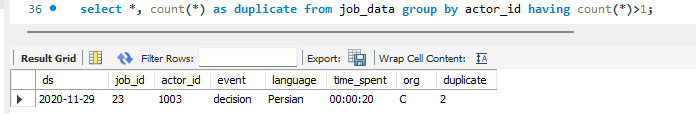 36 select *, count(*) as duplicate from job_data group by actor_id having count(*)>1;
Result Grid Filter Rows: Export: Wrap Cell Content: IA
ds job_id actor_id event language time_spent org duplicate
2020-11-29 23 1003 decision Persian 00:00:20 C 2